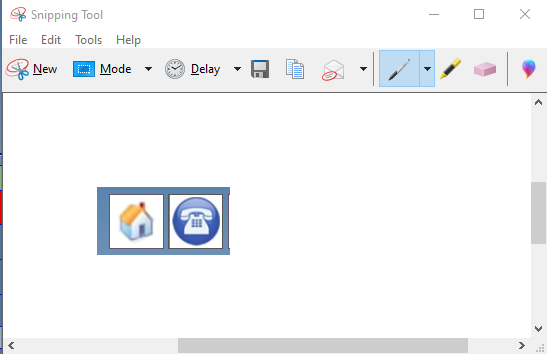 Snipping Tool
File Edit Tools Help
New Mode Delay